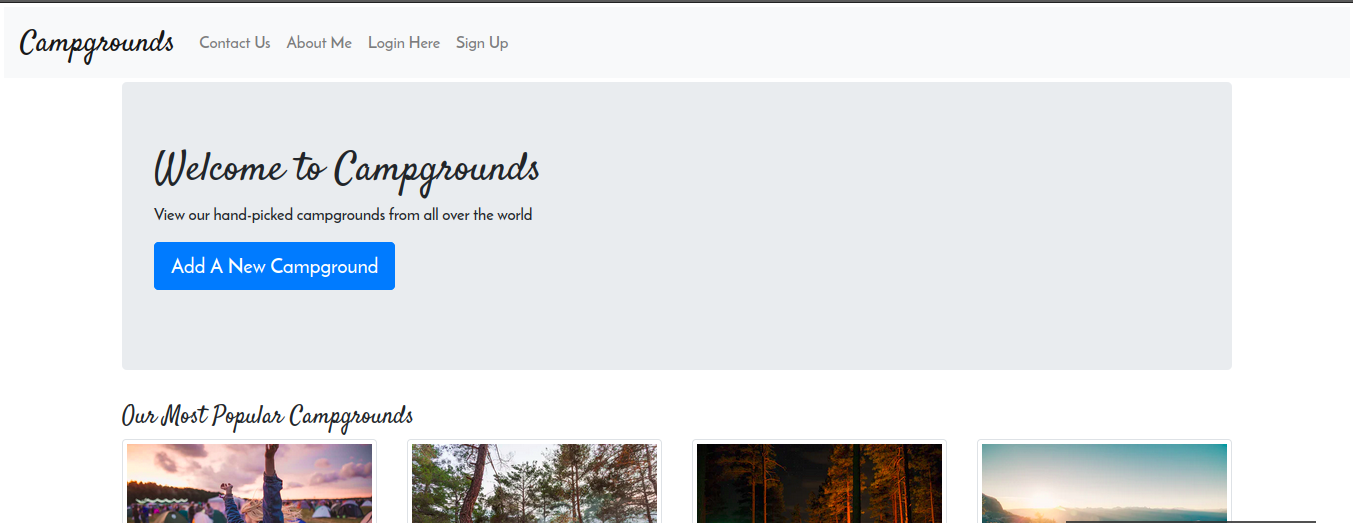 Campgrounds Contact Us About Me Login Here Sign Up
Welcome to Campgrounds
View our hand-picked campgrounds from all over the world
Add A New Campground
Our Most Popular Campgrounds